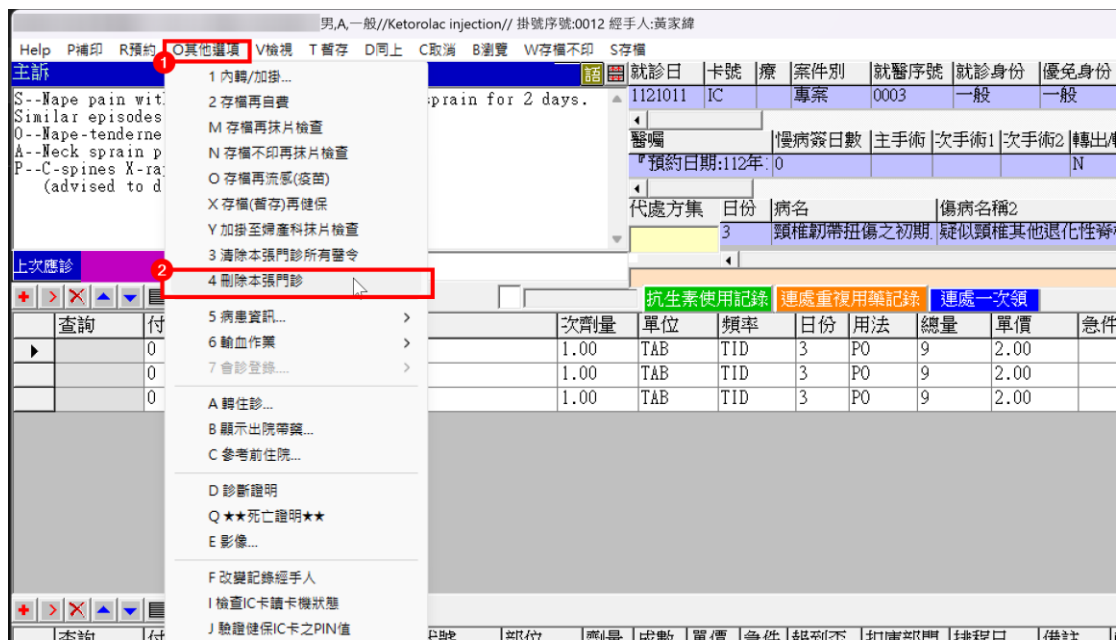 男,A,一般//Ketorolac injection// 掛號序號:0012 經手人:黃家緯
Help P補印 R預約 O其他選項 V檢視 T暫存 D同上 C取消 B瀏覽 W存檔不印 S存檔
1
主訴
語
S--Nape pain wit
sprain for 2 days.
Similar episodes
O--Nape-tenderne
A--Neck sprain p
P--C-spines X-ra
(advised to d
上次應診
1 內轉/加掛...
2 存檔再自費
M 存檔再抹片檢查
N 存檔不印再抹片檢查
O 存檔再流感(疫苗)
X 存檔(暫存)再健保
Y 加掛至婦產科抹片檢查
3 清除本張門診所有醫令
2
4 刪除本張門診
5 病患資訊...
6 輸血作業
7 會診登錄....
A 轉住診...
B 顯示出院帶藥...
C 參考前住院...
D 診斷證明
Q ★★死亡證明★★
E 影像...
F 改變記錄經手人
I 檢查IC卡讀卡機狀態
J 驗證健保IC卡之PIN值
就診日 卡號 療 案件別 就醫序號 就診身份 優免身份
1121011 IC 專案 0003 一般 一般
醫囑 慢病簽日數 主手術 次手術1 次手術2 轉出/
『預約日期:112年 0 N
代處方集 日份 病名 傷病名稱2
3 頸椎韌帶扭傷之初期 疑似頸椎其他退化性脊
抗生素使用記錄 連處重複用藥記錄 連處一次領
查詢 付 次劑量 單位 頻率 日份 用法 總量 單價 急件
0 1.00 TAB TID 3 PO 9 2.00
0 1.00 TAB TID 3 PO 9 2.00
0 1.00 TAB TID 3 PO 9 2.00
查詢 付 代號 部位 劑量 成數 單價 急件 報到否 扣庫部門 排程日 備註